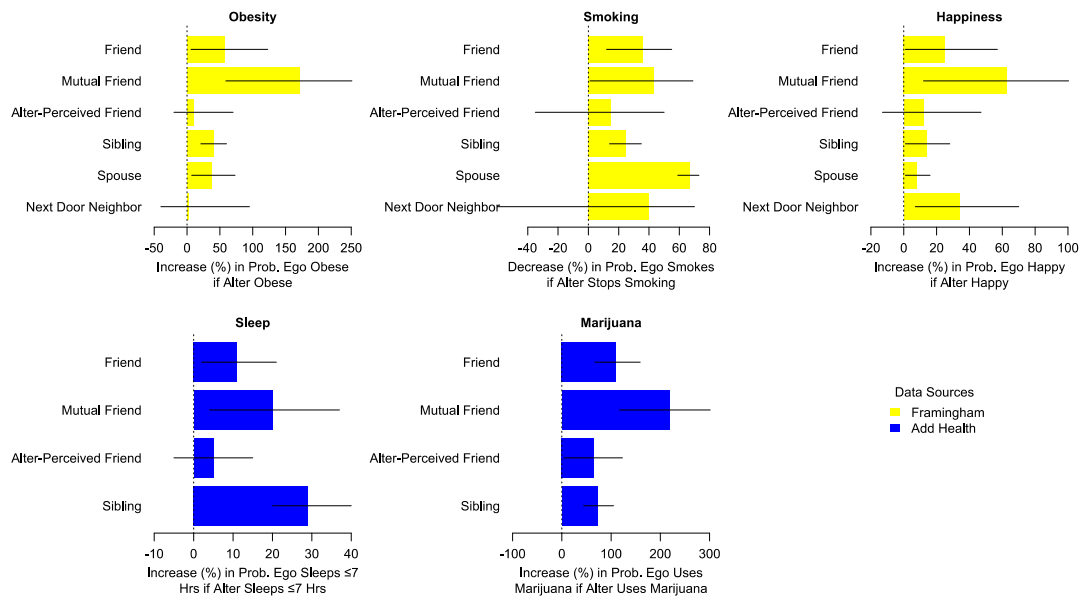 Obesity
Friend
Mutual Friend
Alter-Perceived Friend
Sibling
Spouse
Next Door Neighbor
-50 0 50 100 150 200 250
Increase (%) in Prob. Ego Obese
if Alter Obese
Smoking
Friend
Mutual Friend
Alter-Perceived Friend
Sibling
Spouse
Next Door Neighbor
-40 -20 0 20 40 60 80
Decrease (%) in Prob. Ego Smokes
if Alter Stops Smoking
Happiness
Friend
Mutual Friend
Alter-Perceived Friend
Sibling
Spouse
Next Door Neighbor
-20 0 20 40 60 80 100
Increase (%) in Prob. Ego Happy
if Alter Happy
Sleep
Friend
Mutual Friend
Alter-Perceived Friend
Sibling
-10 0 10 20 30 40
Increase (%) in Prob. Ego Sleeps ≤7
Hrs if Alter Sleeps ≤7 Hrs
Marijuana
Friend
Mutual Friend
Alter-Perceived Friend
Sibling
-100 0 100 200 300
Increase (%) in Prob. Ego Uses
Marijuana if Alter Uses Marijuana
Data Sources
Framingham
Add Health